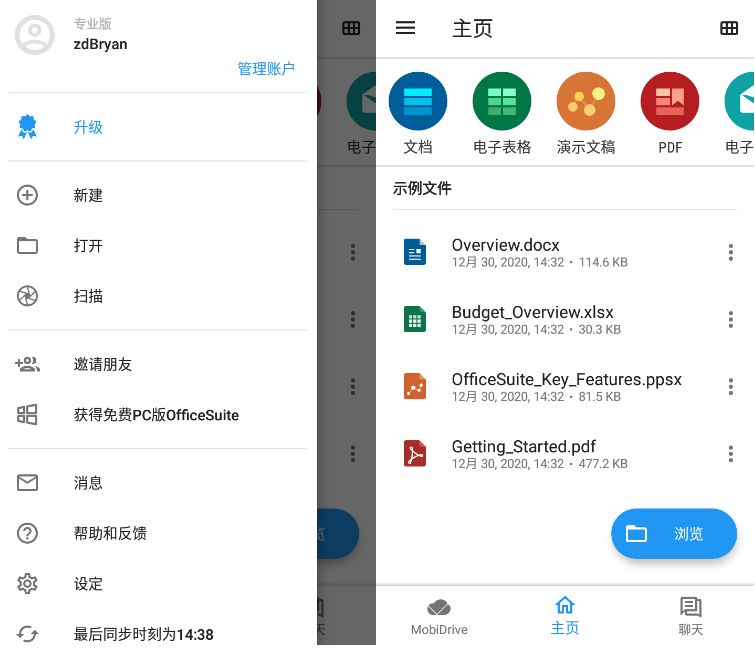 专业版
zdBryan
管理账户
升级
新建
打开
扫描
邀请朋友
获得免费PC版OfficeSuite
消息
帮助和反馈
设定
最后同步时刻为14:38
电子
览
天
主页
文档
电子表格
演示文稿
PDF
电子
示例文件
Overview.docx
12月 30, 2020, 14:32 · 114.6 KB
Budget_Overview.xlsx
12月 30, 2020, 14:32 · 30.3 KB
OfficeSuite_Key_Features.ppsx
12月 30, 2020, 14:32 · 81.5 KB
Getting_Started.pdf
12月 30, 2020, 14:32 · 477.2 KB
浏览
MobiDrive
主页
聊天